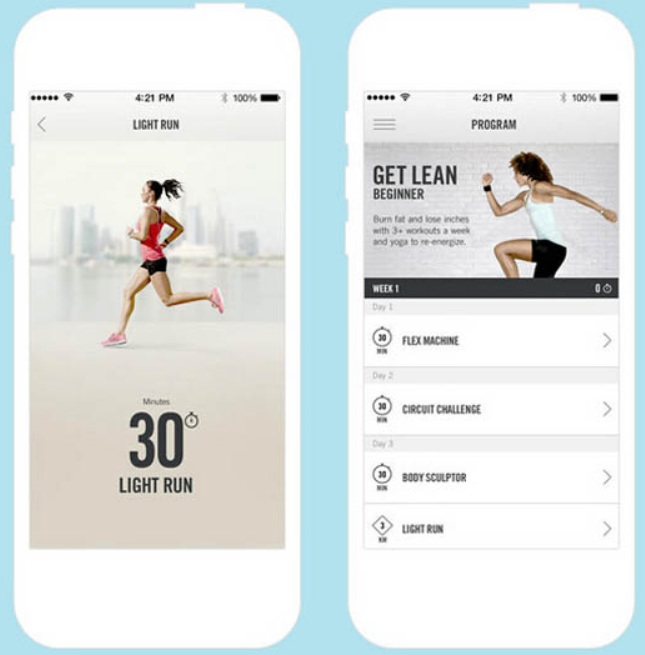 4:21 PM
100%
LIGHT RUN
Minutes
30
LIGHT RUN
4:21 PM
100%
PROGRAM
GET LEAN
BEGINNER
Burn fat and lose inches
with 3+ workouts a week
and yoga to re-energize.
WEEK 1
0
Day 1
30
MIN
FLEX MACHINE
Day 2
30
MIN
CIRCUIT CHALLENGE
Day 3
30
MIN
BODY SCULPTOR
3
KM
LIGHT RUN